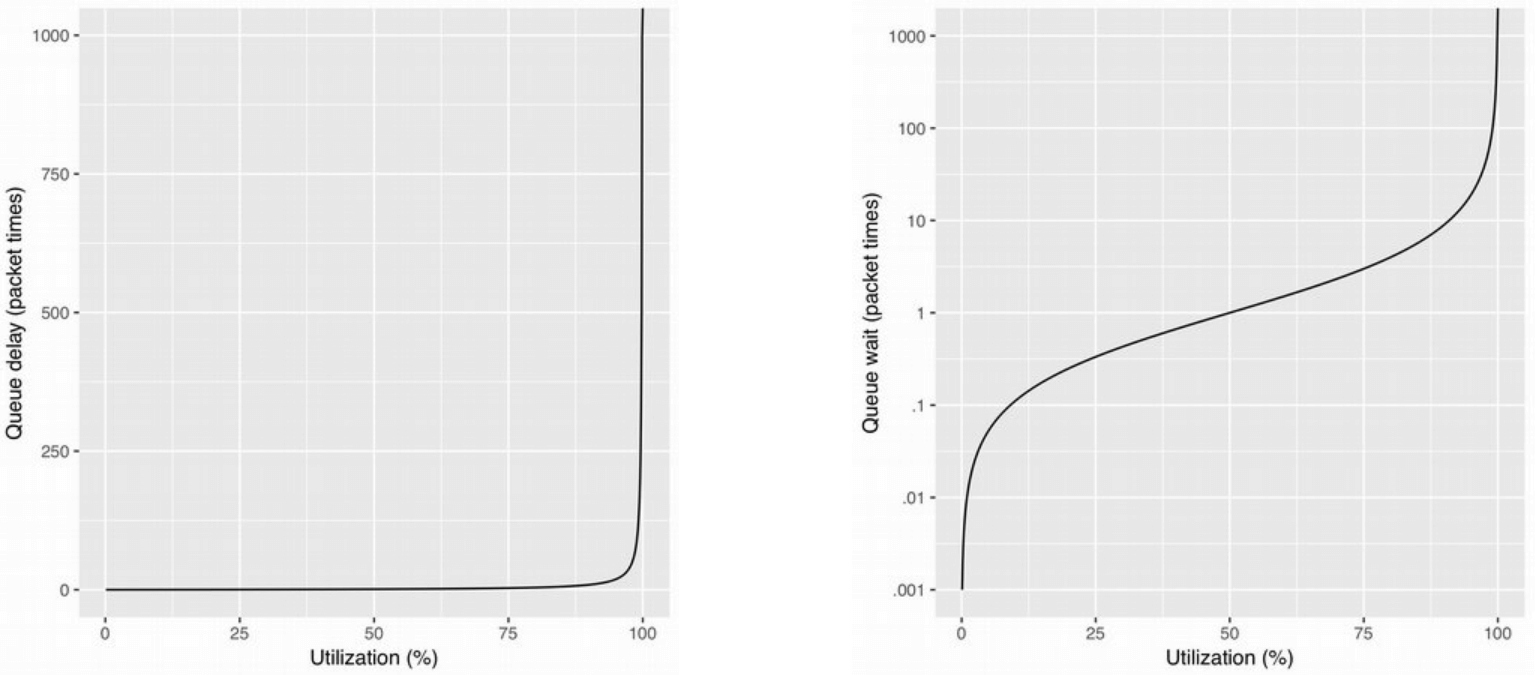 1000
750
500
250
0
Queue delay (packet times)
0 25 50 75 100
Utilization (%)
1000
100
10
1
.1
.01
.001
Queue wait (packet times)
0 25 50 75 100
Utilization (%)